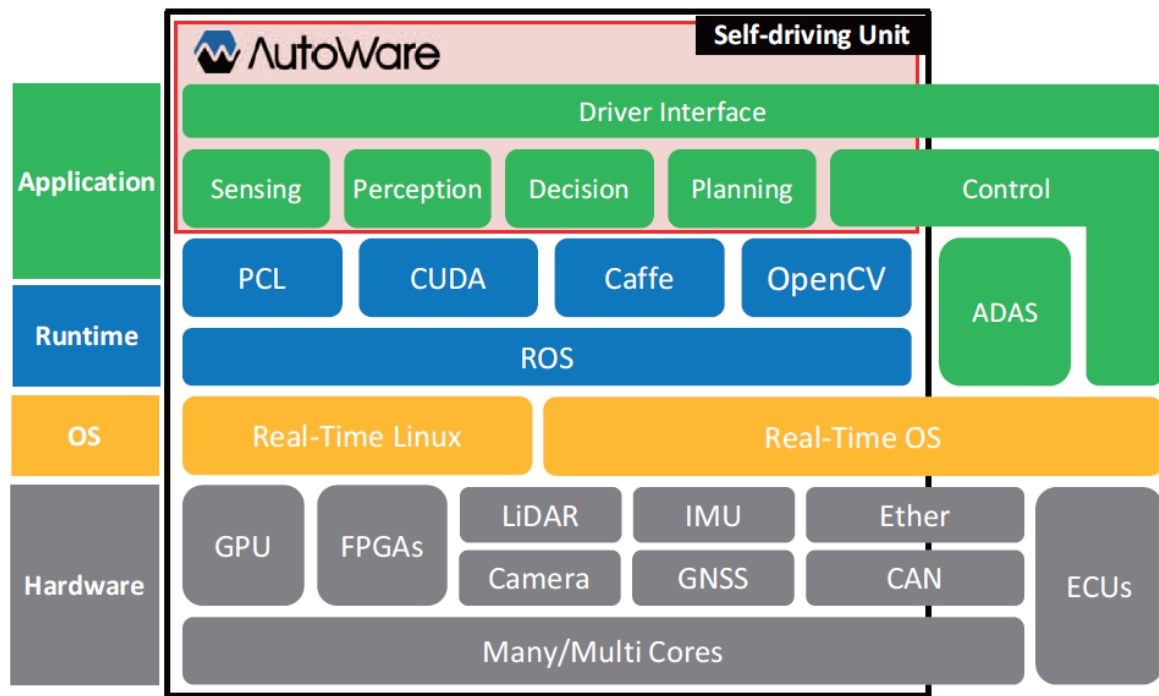 AutoWare
Self-driving Unit
Application
Driver Interface
Sensing
Perception
Decision
Planning
Control
PCL
CUDA
Caffe
OpenCV
ADAS
Runtime
ROS
OS
Real-Time Linux
Real-Time OS
Hardware
GPU
FPGAs
LiDAR
IMU
Ether
Camera
GNSS
CAN
ECUs
Many/Multi Cores